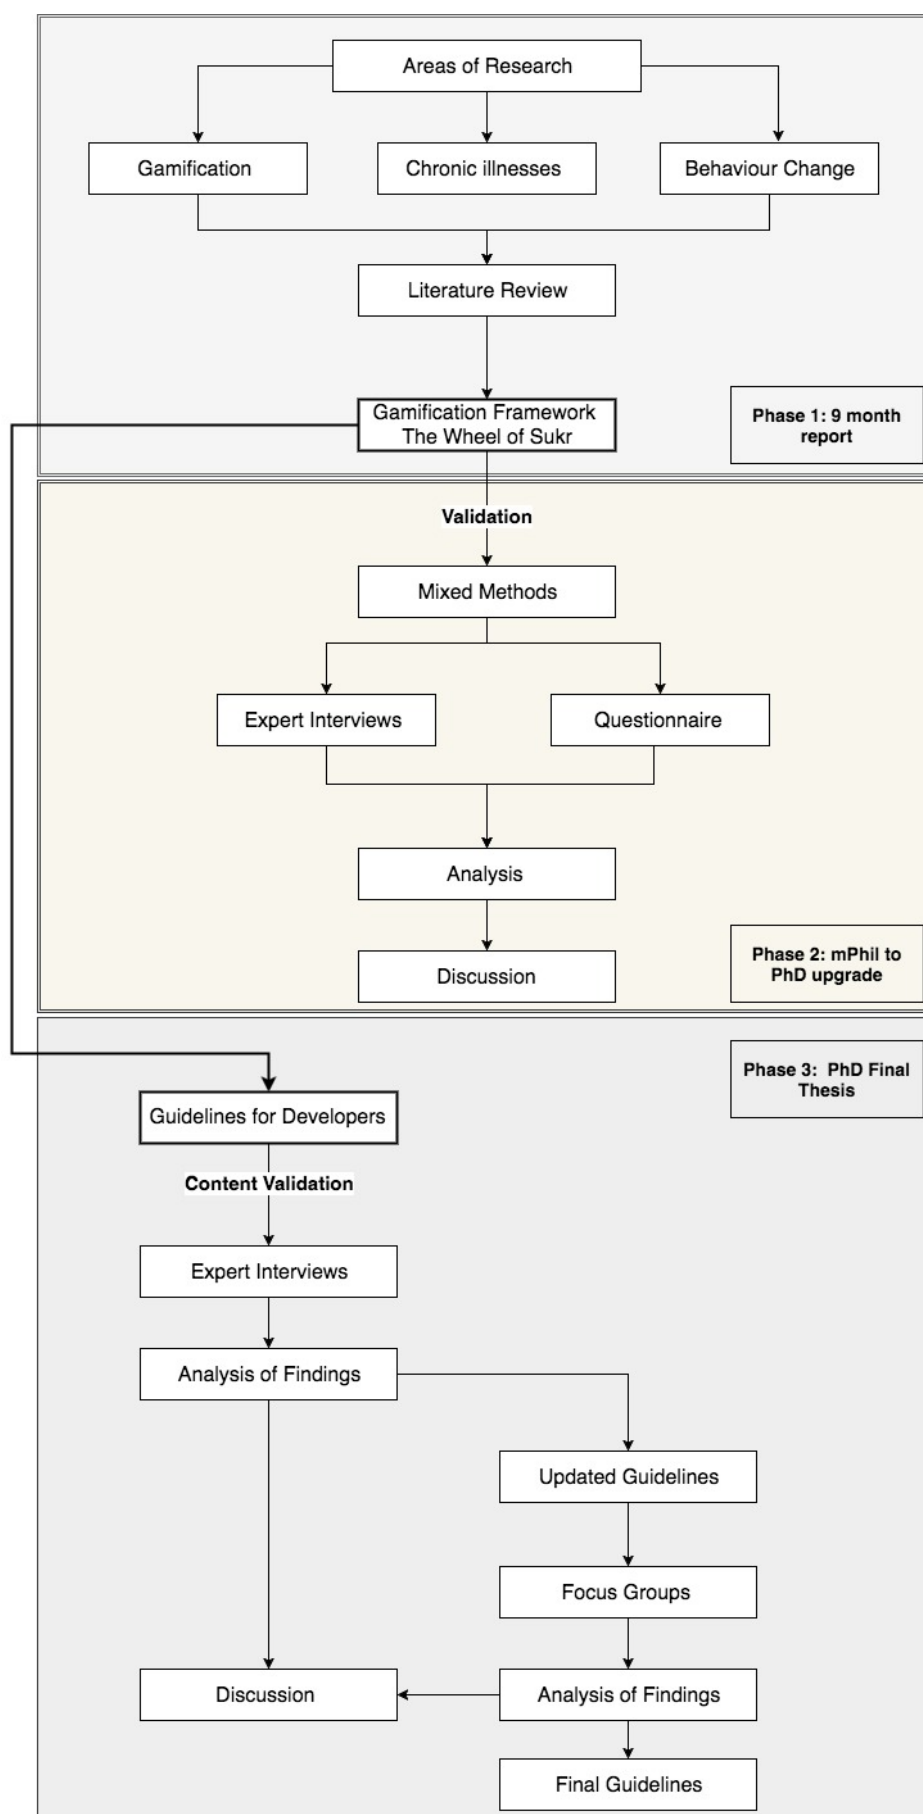 Areas of Research
Gamification
Chronic illnesses
Behaviour Change
Literature Review
Gamification Framework
The Wheel of Sukr
Phase 1: 9 month
report
Validation
Mixed Methods
Expert Interviews
Questionnaire
Analysis
Discussion
Phase 2: mPhil to
PhD upgrade
Phase 3:  PhD Final
Thesis
Guidelines for Developers
Content Validation
Expert Interviews
Analysis of Findings
Updated Guidelines
Focus Groups
Discussion
Analysis of Findings
Final Guidelines